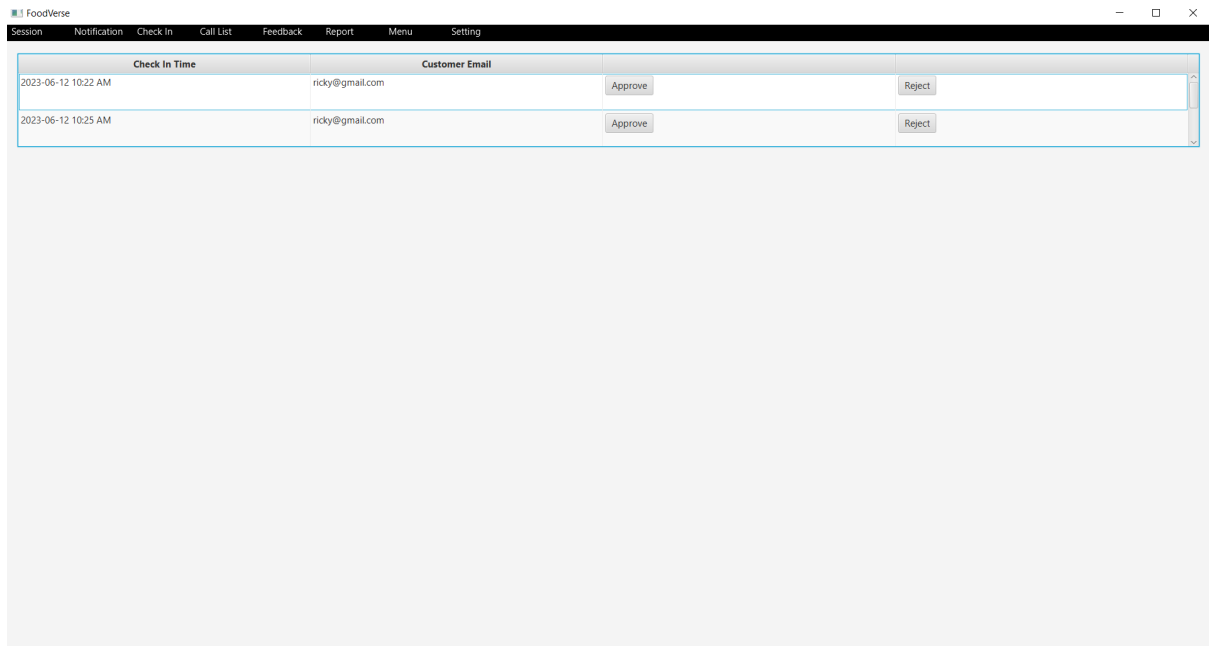 FoodVerse
Session Notification Check In Call List Feedback Report Menu Setting
Check In Time Customer Email
2023-06-12 10:22 AM ricky@gmail.com Approve Reject
2023-06-12 10:25 AM ricky@gmail.com Approve Reject